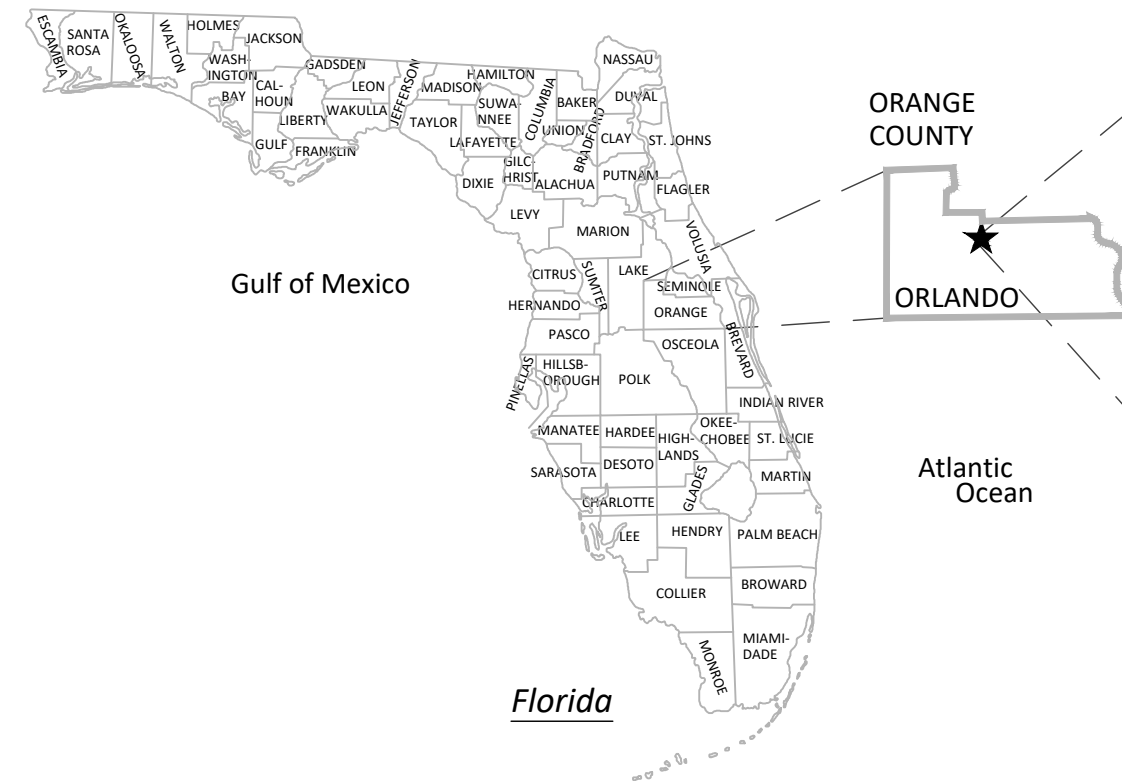 ESCAMBIA
SANTA
ROSA
OKALOOSA
WALTON
HOLMES
JACKSON
WASH-
INGTON
BAY
CAL-
HOUN
GULF
LIBERTY
GADSDEN
FRANKLIN
LEON
WAKULLA
JEFFERSON
MADISON
TAYLOR
HAMILTON
SUWA-
NNEE
LAFAYETTE
DIXIE
COLUMBIA
GILC-
HRIST
BAKER
UNION
BRADFORD
ALACHUA
NASSAU
DUVAL
CLAY
ST. JOHNS
PUTNAM
FLAGLER
LEVY
MARION
VOLUSIA
CITRUS
SUMTER
LAKE
SEMINOLE
HERNANDO
ORANGE
PASCO
OSCEOLA
BREVARD
PINELLAS
HILLSB-
OROUGH
POLK
INDIAN RIVER
MANATEE
HARDEE
HIGH-
LANDS
OKEE-
CHOBEE
ST. LUCIE
SARASOTA
DESOTO
GLADES
MARTIN
CHARLOTTE
LEE
HENDRY
PALM BEACH
COLLIER
BROWARD
MONROE
MIAMI-
DADE
Gulf of Mexico
Florida
ORANGE
COUNTY
ORLANDO
Atlantic
Ocean